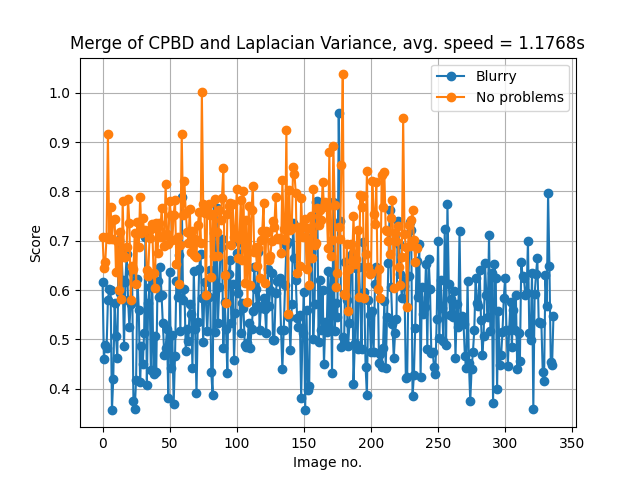 Merge of CPBD and Laplacian Variance, avg. speed = 1.1768s
Blurry
No problems
1.0
0.9
0.8
0.7
0.6
0.5
0.4
Score
0 50 100 150 200 250 300 350
Image no.